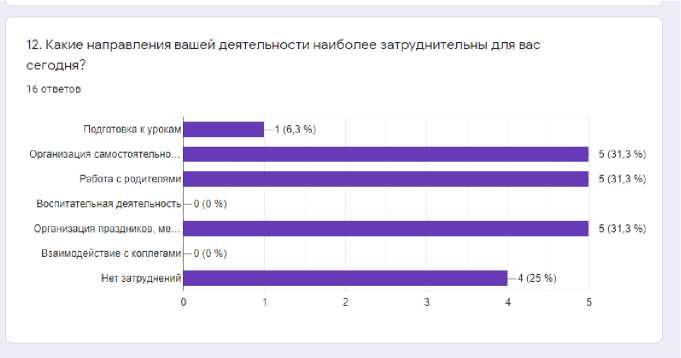 12. Какие направления вашей деятельности наиболее затруднительны для вас
сегодня?
16 ответов
Подготовка к урокам
1 (6,3 %)
Организация самостоятельно...
5 (31,3 %)
Работа с родителями
5 (31,3 %)
Воспитательная деятельность
0 (0 %)
Организация праздников, ме...
5 (31,3 %)
Взаимодействие с коллегами
0 (0 %)
Нет затруднений
4 (25 %)
0 1 2 3 4 5